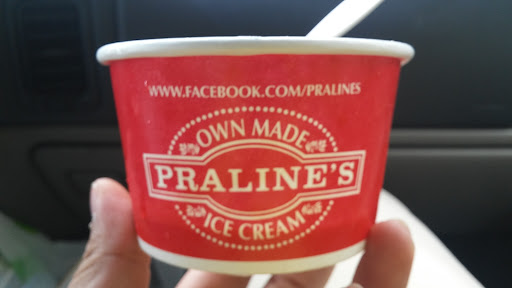 WWW.FACEBOOK.COM/PRALINES
OWN MADE
PRALINE'S
ICE CREAM